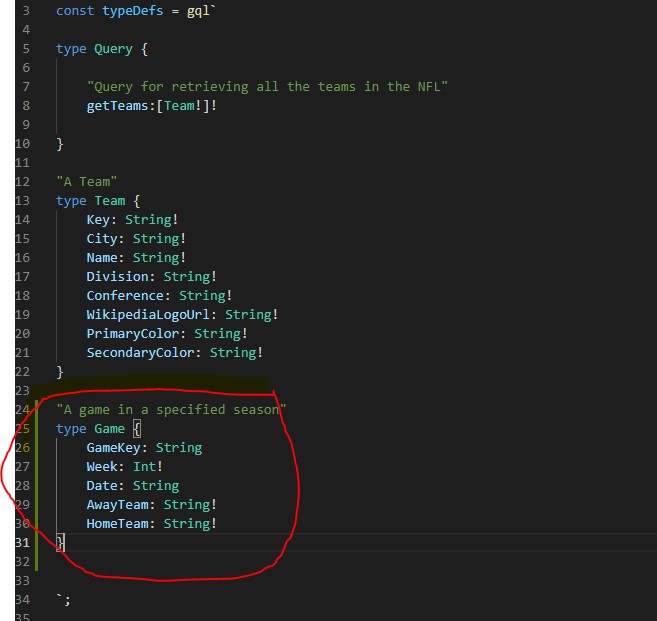 3 const typeDefs = gql`
4
5 type Query {
6
7 "Query for retrieving all the teams in the NFL"
8 getTeams:[Team!]!
9
10 }
11
12 "A Team"
13 type Team {
14 Key: String!
15 City: String!
16 Name: String!
17 Division: String!
18 Conference: String!
19 WikipediaLogoUrl: String!
20 PrimaryColor: String!
21 SecondaryColor: String!
22 }
23
24 "A game in a specified season"
25 type Game {
26 GameKey: String
27 Week: Int!
28 Date: String
29 AwayTeam: String!
30 HomeTeam: String!
31 }
32
33
34 `;
35